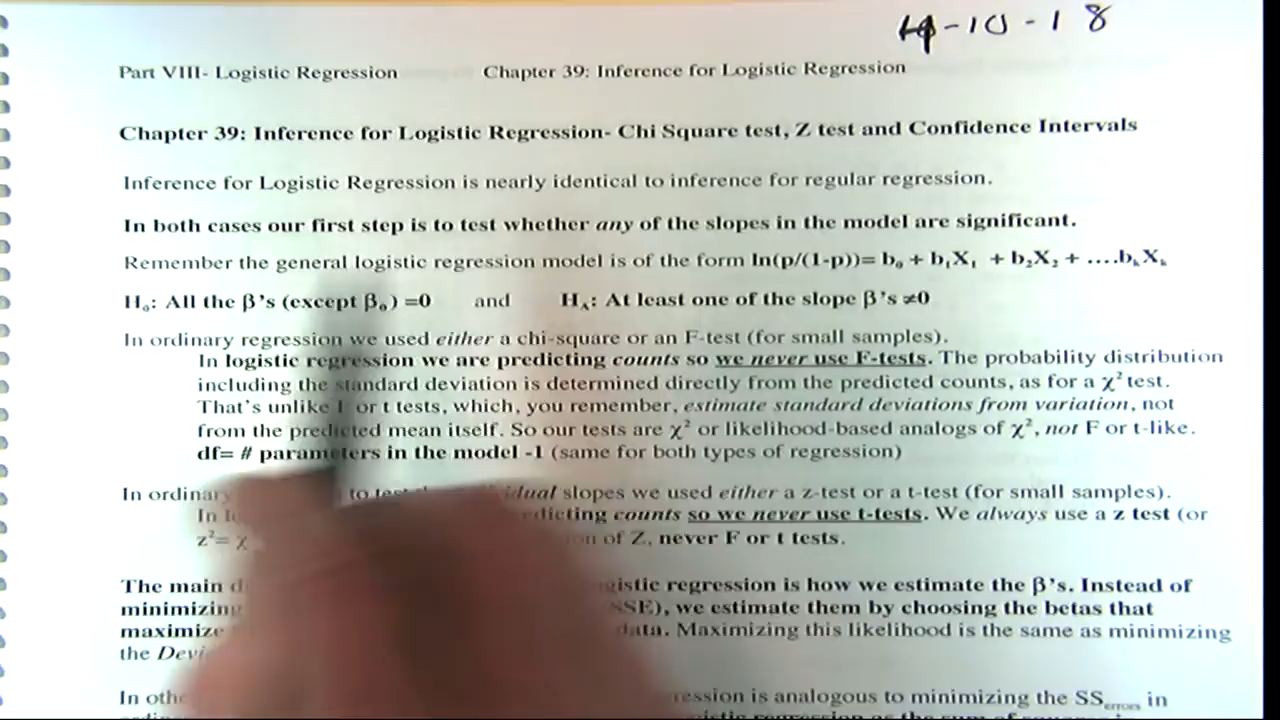 4-10-18
Part VIII- Logistic Regression Chapter 39: Inference for Logistic Regression
Chapter 39: Inference for Logistic Regression- Chi Square test, Z test and Confidence Intervals
Inference for Logistic Regression is nearly identical to inference for regular regression.
In both cases our first step is to test whether any of the slopes in the model are significant.
Remember the general logistic regression model is of the form ln(p/(1-p))= b₀ + b₁X₁ + b₂X₂ + ....bₖXₖ
H₀: All the β's (except β₀) =0 and Hₐ: At least one of the slope β's ≠0
In ordinary regression we used either a chi-square or an F-test (for small samples).
In logistic regression we are predicting counts so we never use F-tests. The probability distribution
including the standard deviation is determined directly from the predicted counts, as for a χ² test.
That's unlike F or t tests, which, you remember, estimate standard deviations from variation, not
from the predicted mean itself. So our tests are χ² or likelihood-based analogs of χ², not F or t-like.
df= # parameters in the model -1 (same for both types of regression)
In slopes we used either a z-test or a t-test (for small samples).
In counts so we never use t-tests. We always use a z test (or
z²= χ of Z, never F or t tests.
The main regression is how we estimate the β's. Instead of
minimizing SSE), we estimate them by choosing the betas that
maximize data. Maximizing this likelihood is the same as minimizing
the
In is analogous to minimizing the SSₑᵣᵣₒᵣₛ in